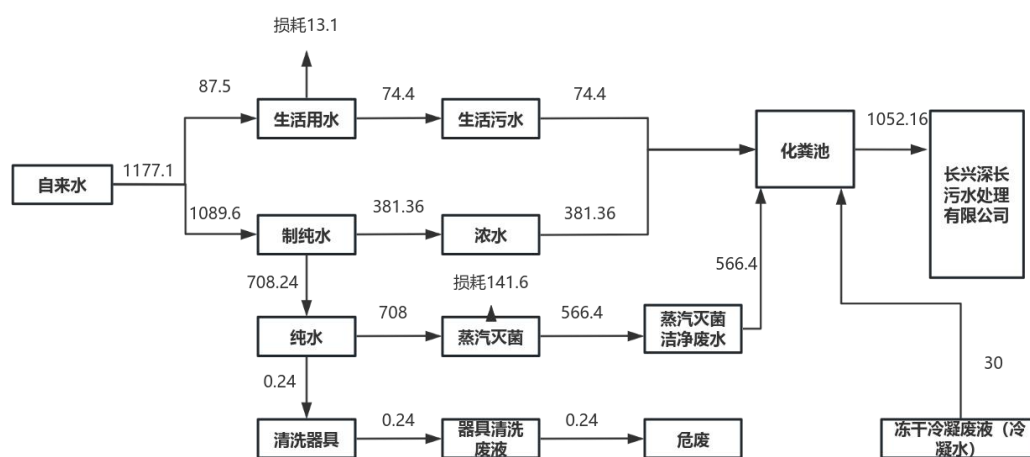 损耗13.1
87.5
74.4
74.4
1052.16
生活用水
生活污水
化粪池
长兴深长
污水处理
有限公司
1177.1
自来水
1089.6
381.36
381.36
制纯水
浓水
708.24
损耗141.6
566.4
708
566.4
纯水
蒸汽灭菌
蒸汽灭菌
洁净废水
0.24
30
0.24
0.24
清洗器具
器具清洗
废液
危废
冻干冷凝废液（冷
凝水）